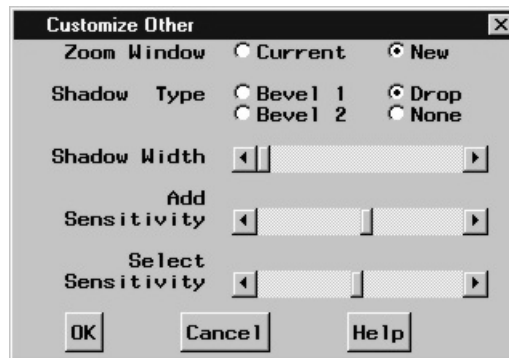 Customize Other
Zoom Window Current New
Shadow Type Bevel 1 Drop
Bevel 2 None
Shadow Width
Add
Sensitivity
Select
Sensitivity
OK Cancel Help